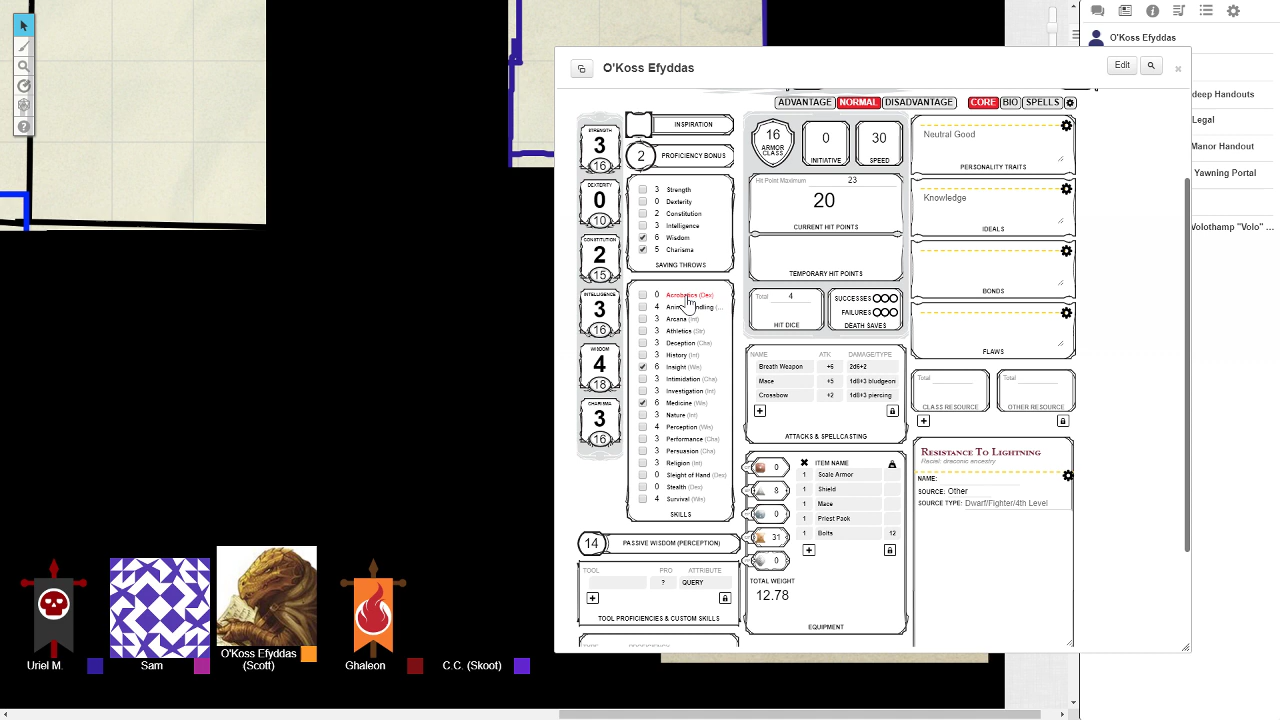 O'Koss Efyddas
O'Koss Efyddas
Edit
ADVANTAGE NORMAL DISADVANTAGE CORE BIO SPELLS
STRENGTH
3
16
DEXTERITY
0
10
CONSTITUTION
2
15
INTELLIGENCE
3
16
WISDOM
4
18
CHARISMA
3
16
INSPIRATION
2 PROFICIENCY BONUS
3 Strength
0 Dexterity
2 Constitution
3 Intelligence
6 Wisdom
5 Charisma
SAVING THROWS
0 Acrobatics (Dex)
4
3 Arcana (Int)
3 Athletics (Str)
3 Deception (Cha)
3 History (Int)
6 Insight (Wis)
3 Intimidation (Cha)
3 Investigation (Int)
6 Medicine (Wis)
3 Nature (Int)
4 Perception (Wis)
3 Performance (Cha)
3 Persuasion (Cha)
3 Religion (Int)
0 Sleight of Hand (Dex)
0 Stealth (Dex)
4 Survival (Wis)
SKILLS
14 PASSIVE WISDOM (PERCEPTION)
TOOL PRO ATTRIBUTE
? QUERY
TOOL PROFICIENCIES & CUSTOM SKILLS
16
ARMOR
CLASS
0
INITIATIVE
30
SPEED
Hit Point Maximum 23
20
CURRENT HIT POINTS
TEMPORARY HIT POINTS
Total 4
HIT DICE
SUCCESSES
FAILURES
DEATH SAVES
NAME ATK DAMAGE/TYPE
Breath Weapon +6 2d6+2
Mace +5 1d8+3 bludgeoni
Crossbow +2 1d8+3 piercing
ATTACKS & SPELLCASTING
0
8
0
31
0
ITEM NAME
1 Scale Armor
1 Shield
1 Mace
1 Priest Pack
1 Bolts 12
TOTAL WEIGHT
12.78
EQUIPMENT
Neutral Good
PERSONALITY TRAITS
Knowledge
IDEALS
BONDS
FLAWS
Total
CLASS RESOURCE
Total
OTHER RESOURCE
RESISTANCE TO LIGHTNING
Racial: draconic ancestry
NAME:
SOURCE: Other
SOURCE TYPE: Dwarf/Fighter/4th Level
deep Handouts
Legal
Manor Handout
Yawning Portal
Volothamp "Volo" ...
Uriel M.
Sam
O'Koss Efyddas
(Scott)
Ghaleon
C.C. (Skoot)